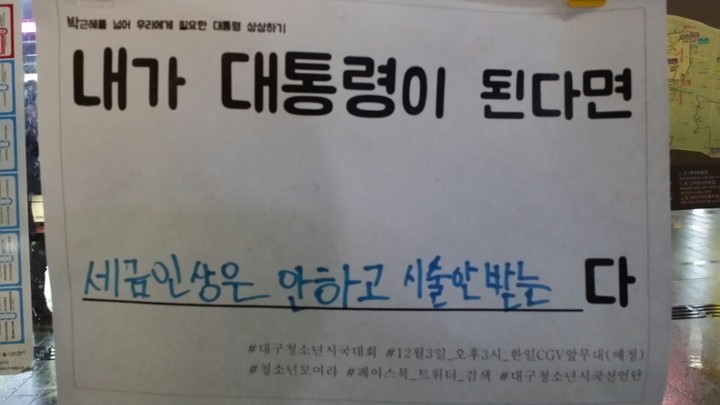 박근혜를 넘어 우리에게 필요한 대통령 상상하기
내가 대통령이 된다면
세금인상은 안하고 시술안받는 다
#대구청소년시국대회 #12월3일_오후3시_한일CGV앞무대(예정)
#청소년모여라 #페이스북_트위터_검색 #대구청소년시국선언단